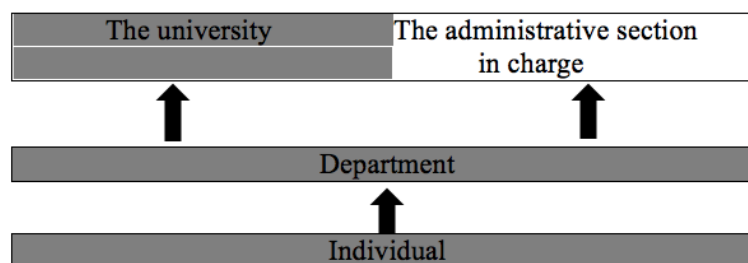 The university
The administrative section
in charge
Department
Individual